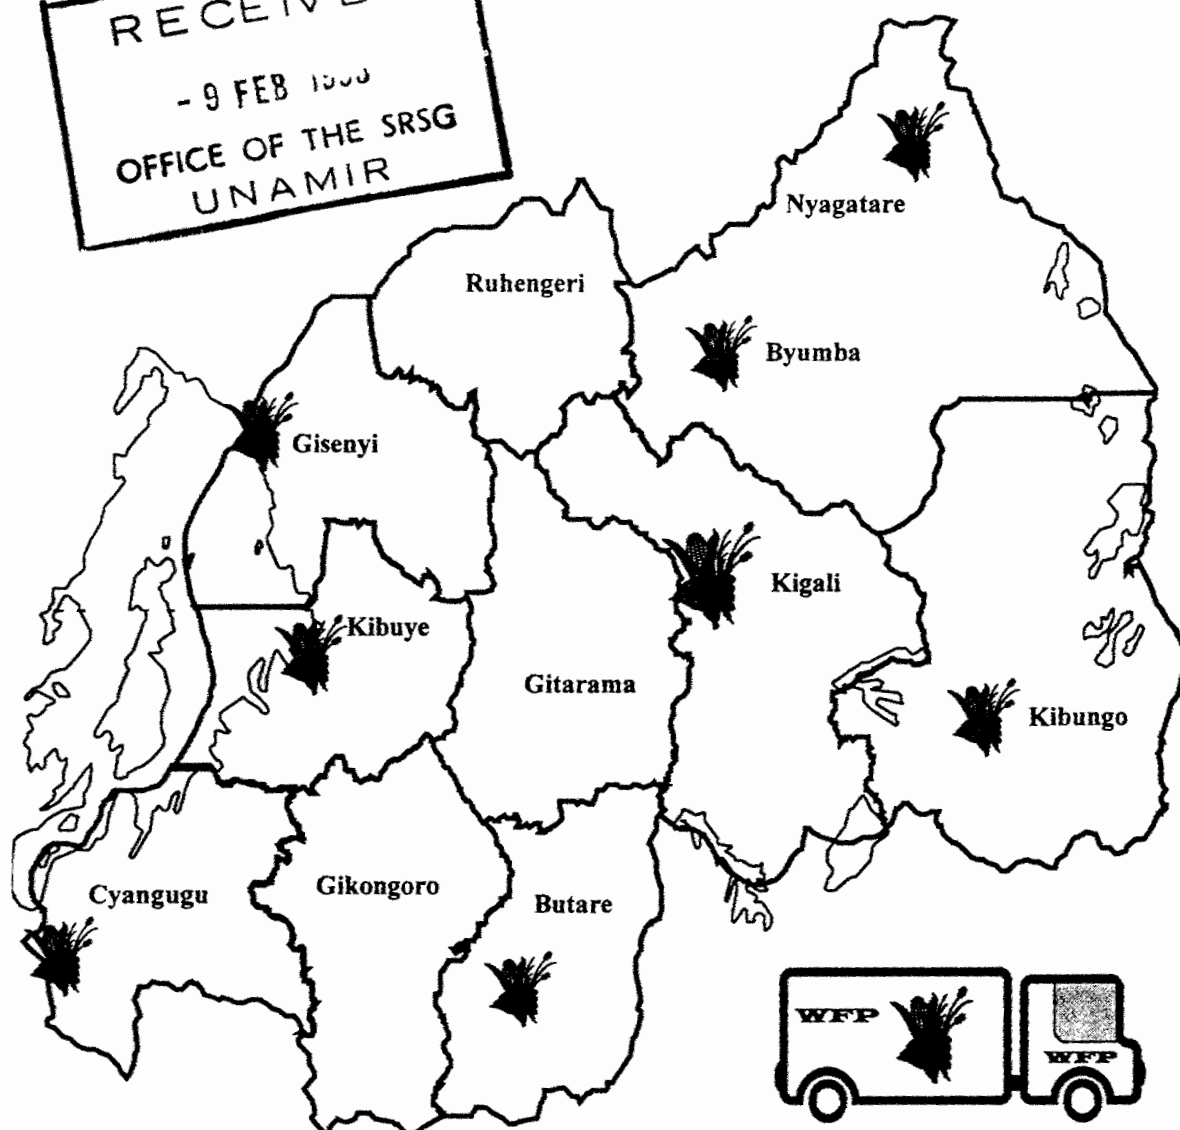 - 9 FEB
OFFICE OF THE SRSG
UNAMIR
Nyagatare
Ruhengeri
Byumba
Gisenyi
Kigali
Kibuye
Gitarama
Kibungo
Cyangugu
Gikongoro
Butare
WFP
WFP